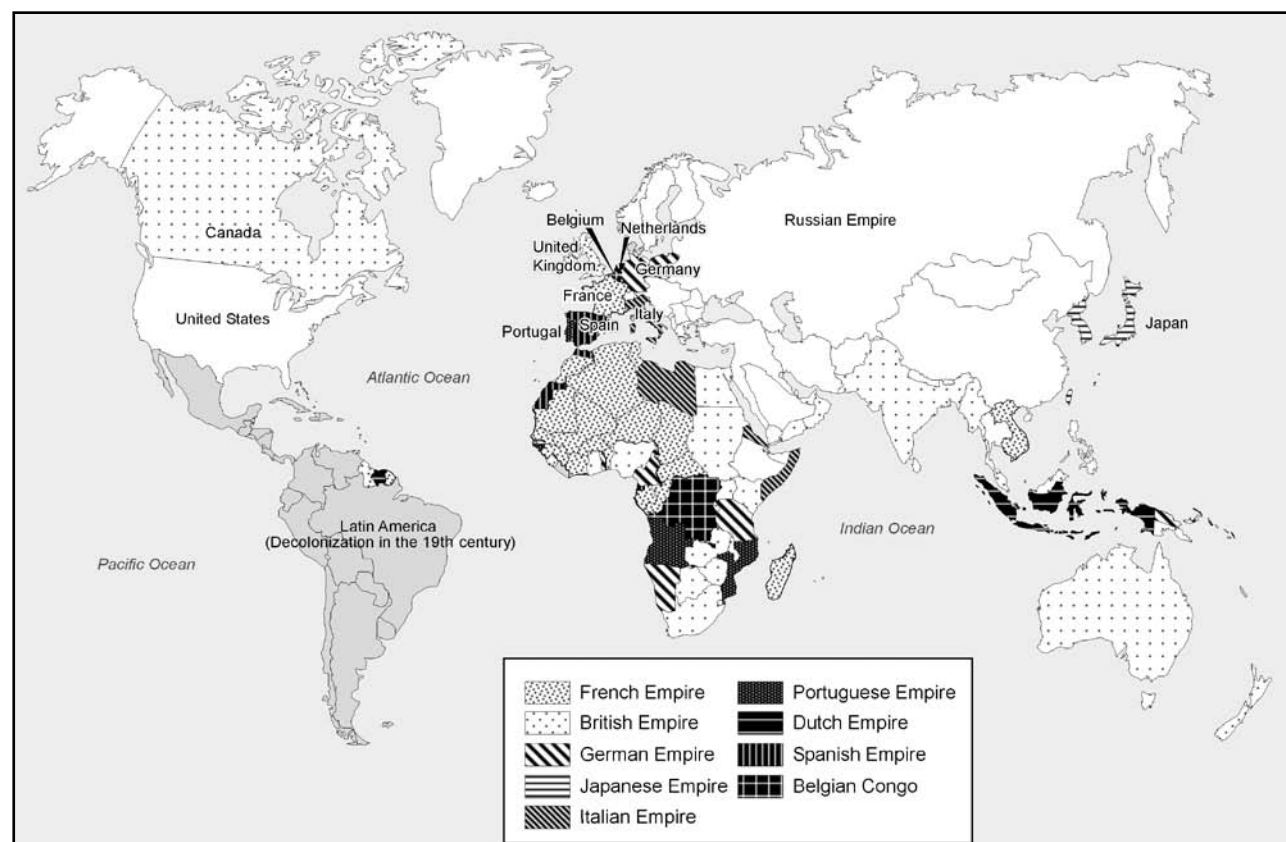 Belgium
Netherlands
Russian Empire
Canada
United
Kingdom
Germany
France
United States
Italy
Portugal
Spain
Japan
Atlantic Ocean
Latin America
(Decolonization in the 19th century)
Indian Ocean
Pacific Ocean
French Empire
British Empire
German Empire
Japanese Empire
Italian Empire
Portuguese Empire
Dutch Empire
Spanish Empire
Belgian Congo